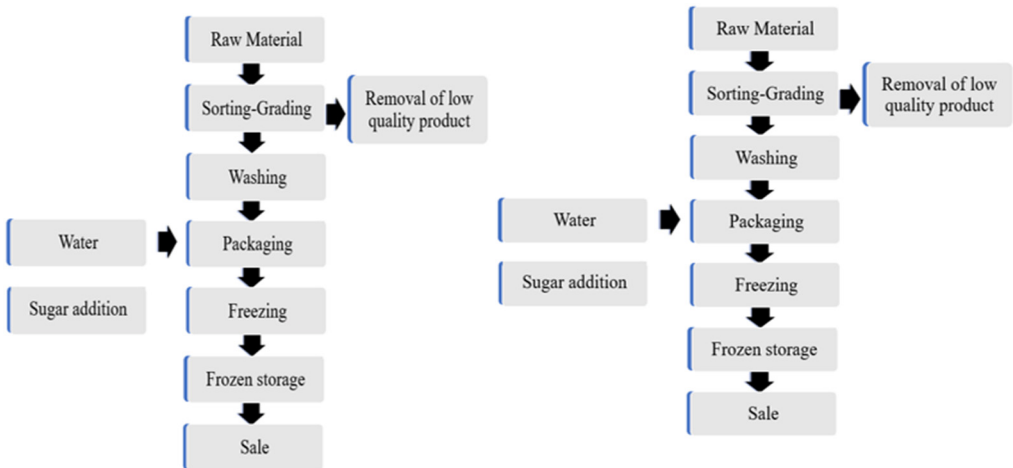 Raw Material
Sorting-Grading
Removal of low
quality product
Washing
Water
Packaging
Sugar addition
Freezing
Frozen storage
Sale
Raw Material
Sorting-Grading
Removal of low
quality product
Washing
Water
Packaging
Sugar addition
Freezing
Frozen storage
Sale